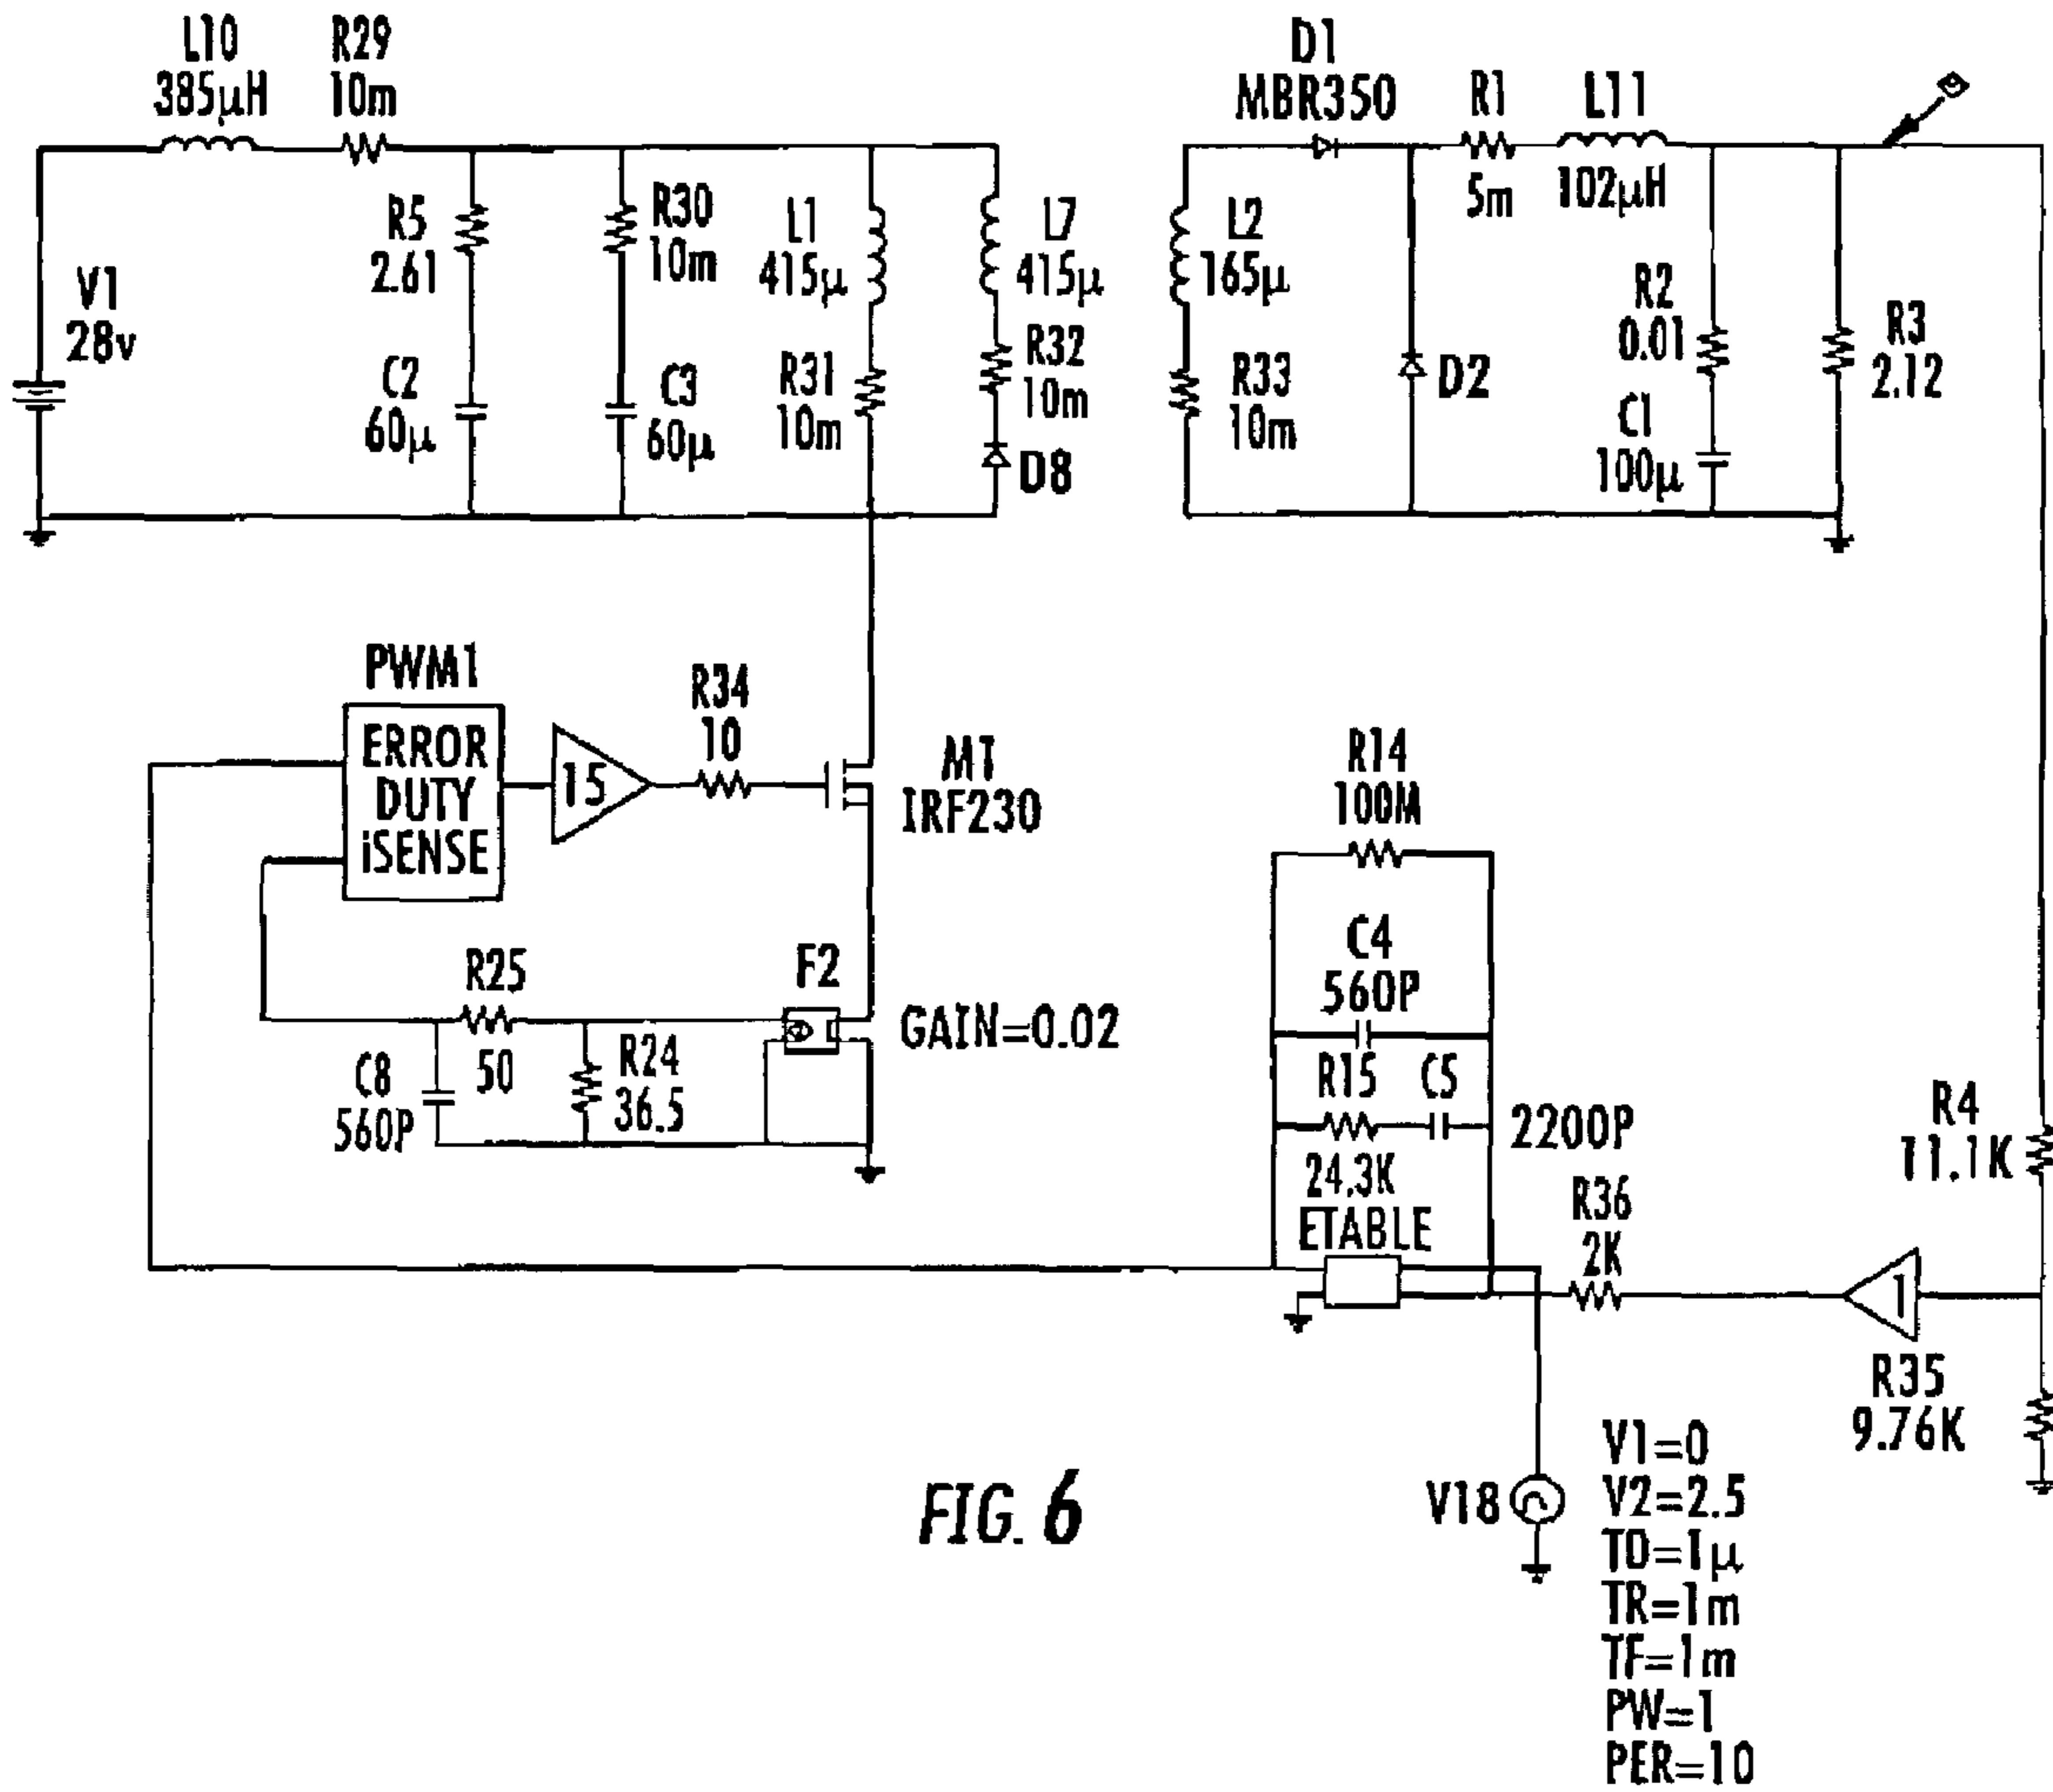 L10
385µH
R29
10m
D1
MBR350
R1
5m
L11
102µH
V1
28v
R5
2.61
C2
60µ
R30
10m
C3
60µ
L1
415µ
R31
10m
L7
415µ
R32
10m
D8
L2
165µ
R33
10m
D2
R2
0.01
C1
100µ
R3
2.12
PWM1
ERROR
DUTY
iSENSE
15
R34
10
MT
IRF230
R14
100M
C4
560P
R15
24.3K
C5
2200P
ETABLE
R25
50
C8
560P
R24
36.5
F2
GAIN=0.02
R4
11.1K
R36
2K
1
R35
9.76K
V18
V1=0
V2=2.5
TD=1µ
TR=1m
TF=1m
PW=1
PER=10
FIG. 6